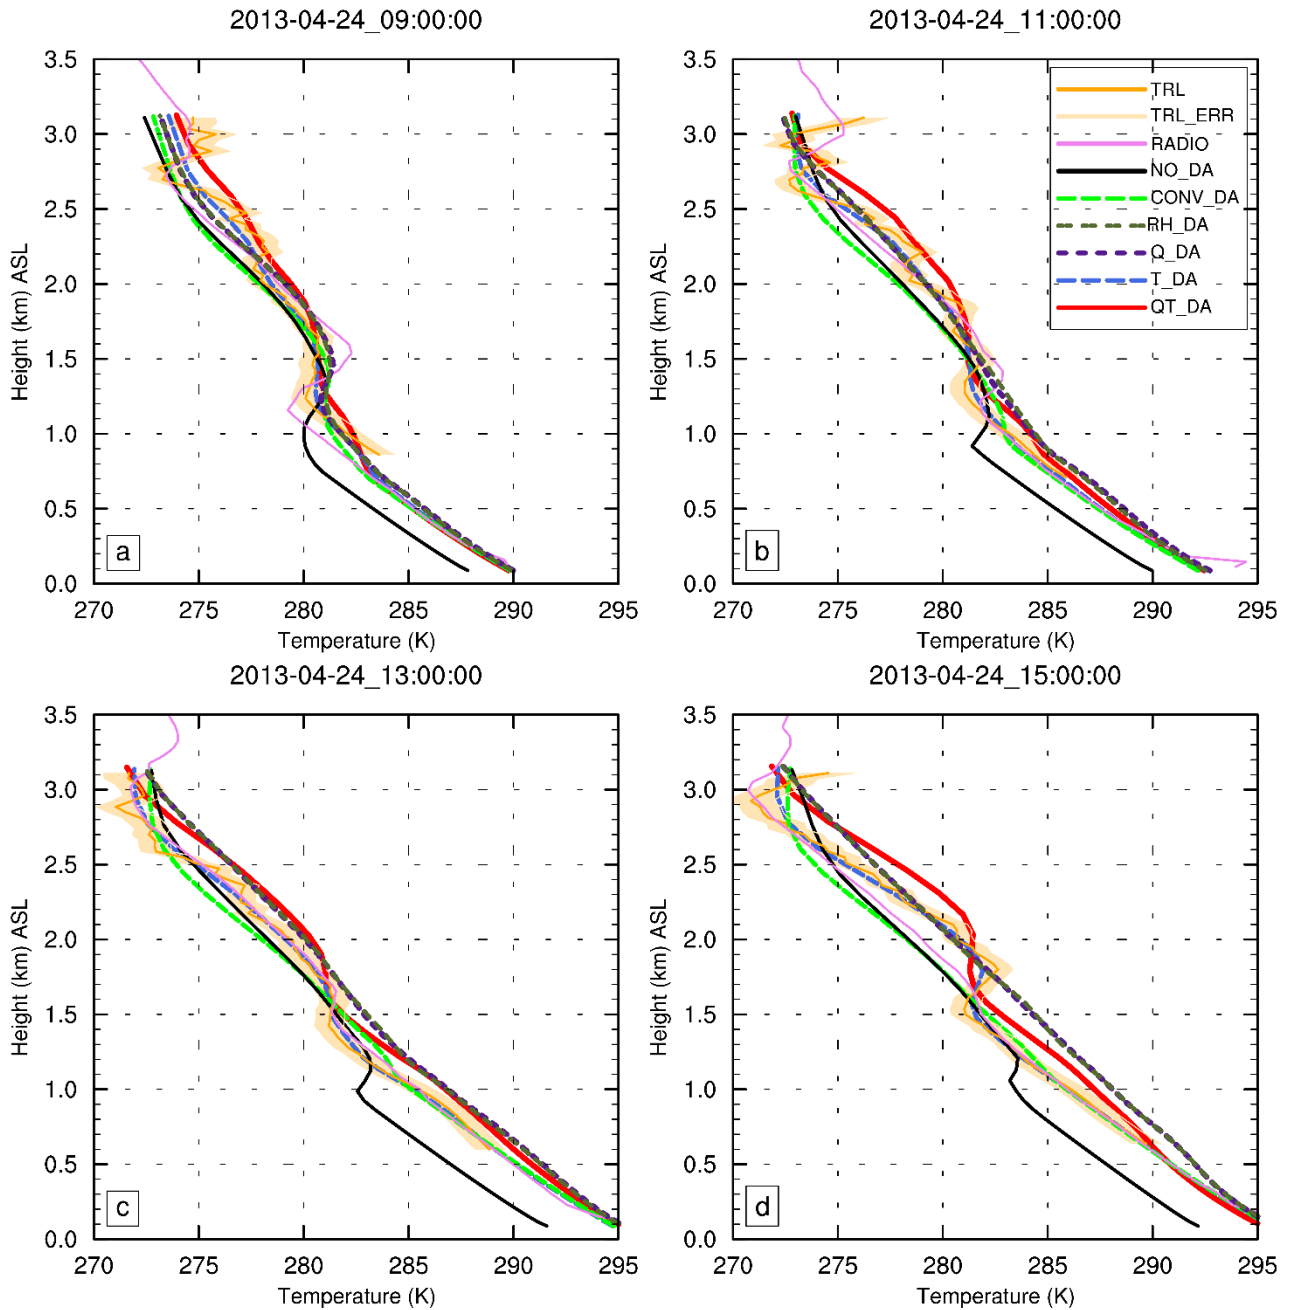 2013-04-24_09:00:00
2013-04-24_11:00:00
Height (km) ASL
3.5
3.0
2.5
2.0
1.5
1.0
0.5
0.0
a
270
275
280
285
290
295
Temperature (K)
Height (km) ASL
3.5
3.0
2.5
2.0
1.5
1.0
0.5
0.0
TRL
TRL_ERR
RADIO
NO_DA
CONV_DA
RH_DA
Q_DA
T_DA
QT_DA
b
270
275
280
285
290
295
Temperature (K)
2013-04-24_13:00:00
2013-04-24_15:00:00
Height (km) ASL
3.5
3.0
2.5
2.0
1.5
1.0
0.5
0.0
c
270
275
280
285
290
295
Temperature (K)
Height (km) ASL
3.5
3.0
2.5
2.0
1.5
1.0
0.5
0.0
d
270
275
280
285
290
295
Temperature (K)